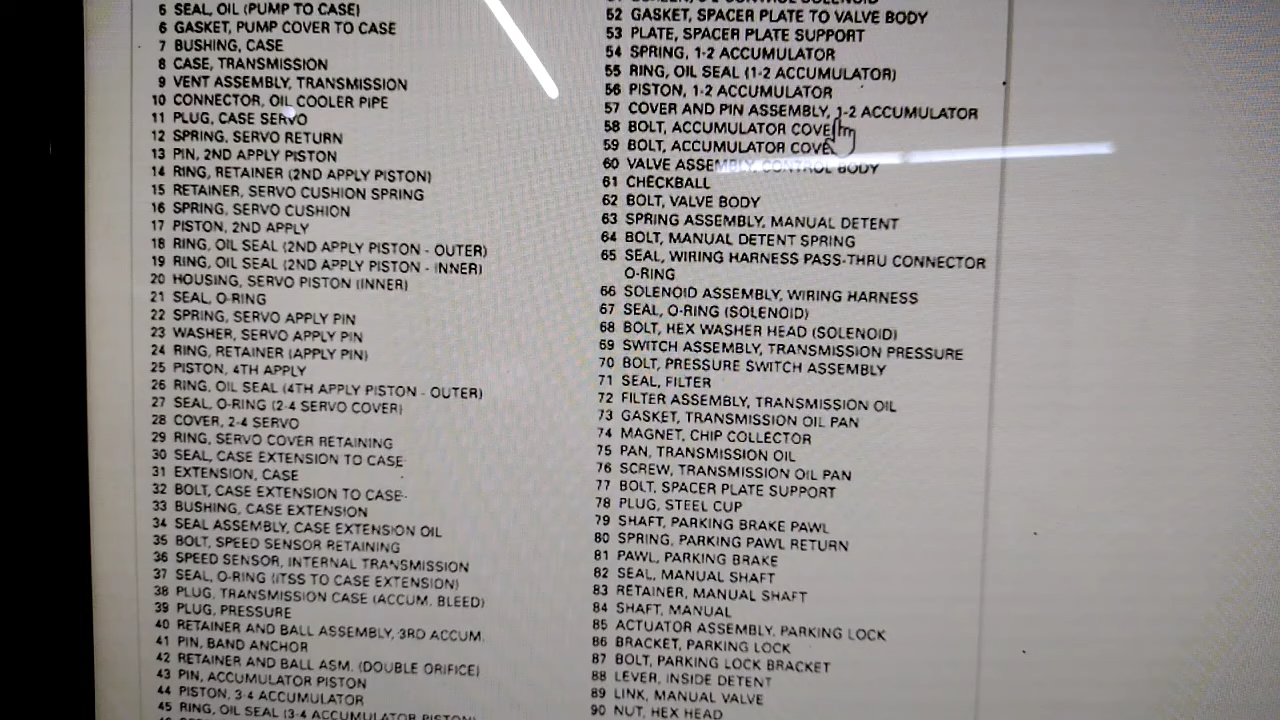 6 SEAL, OIL (PUMP TO CASE)
6 GASKET, PUMP COVER TO CASE
7 BUSHING, CASE
8 CASE, TRANSMISSION
9 VENT ASSEMBLY, TRANSMISSION
10 CONNECTOR, OIL COOLER PIPE
11 PLUG, CASE SERVO
12 SPRING, SERVO RETURN
13 PIN, 2ND APPLY PISTON
14 RING, RETAINER (2ND APPLY PISTON)
15 RETAINER, SERVO CUSHION SPRING
16 SPRING, SERVO CUSHION
17 PISTON, 2ND APPLY
18 RING, OIL SEAL (2ND APPLY PISTON - OUTER)
19 RING, OIL SEAL (2ND APPLY PISTON - INNER)
20 HOUSING, SERVO PISTON (INNER)
21 SEAL, O-RING
22 SPRING, SERVO APPLY PIN
23 WASHER, SERVO APPLY PIN
24 RING, RETAINER (APPLY PIN)
25 PISTON, 4TH APPLY
26 RING, OIL SEAL (4TH APPLY PISTON - OUTER)
27 SEAL, O-RING (2-4 SERVO COVER)
28 COVER, 2-4 SERVO
29 RING, SERVO COVER RETAINING
30 SEAL, CASE EXTENSION TO CASE
31 EXTENSION, CASE
32 BOLT, CASE EXTENSION TO CASE
33 BUSHING, CASE EXTENSION
34 SEAL ASSEMBLY, CASE EXTENSION OIL
35 BOLT, SPEED SENSOR RETAINING
36 SPEED SENSOR, INTERNAL TRANSMISSION
37 SEAL, O-RING (ITSS TO CASE EXTENSION)
38 PLUG, TRANSMISSION CASE (ACCUM. BLEED)
39 PLUG, PRESSURE
40 RETAINER AND BALL ASSEMBLY, 3RD ACCUM.
41 PIN, BAND ANCHOR
42 RETAINER AND BALL ASM. (DOUBLE ORIFICE)
43 PIN, ACCUMULATOR PISTON
44 PISTON, 3-4 ACCUMULATOR
45 RING, OIL SEAL (3-4 ACCUMULATOR PISTON)
52 GASKET, SPACER PLATE TO VALVE BODY
53 PLATE, SPACER PLATE SUPPORT
54 SPRING, 1-2 ACCUMULATOR
55 RING, OIL SEAL (1-2 ACCUMULATOR)
56 PISTON, 1-2 ACCUMULATOR
57 COVER AND PIN ASSEMBLY, 1-2 ACCUMULATOR
58 BOLT, ACCUMULATOR COVE
59 BOLT, ACCUMULATOR COVE
60 VALVE ASSEMBLY, CONTROL BODY
61 CHECKBALL
62 BOLT, VALVE BODY
63 SPRING ASSEMBLY, MANUAL DETENT
64 BOLT, MANUAL DETENT SPRING
65 SEAL, WIRING HARNESS PASS-THRU CONNECTOR
O-RING
66 SOLENOID ASSEMBLY, WIRING HARNESS
67 SEAL, O-RING (SOLENOID)
68 BOLT, HEX WASHER HEAD (SOLENOID)
69 SWITCH ASSEMBLY, TRANSMISSION PRESSURE
70 BOLT, PRESSURE SWITCH ASSEMBLY
71 SEAL, FILTER
72 FILTER ASSEMBLY, TRANSMISSION OIL
73 GASKET, TRANSMISSION OIL PAN
74 MAGNET, CHIP COLLECTOR
75 PAN, TRANSMISSION OIL
76 SCREW, TRANSMISSION OIL PAN
77 BOLT, SPACER PLATE SUPPORT
78 PLUG, STEEL CUP
79 SHAFT, PARKING BRAKE PAWL
80 SPRING, PARKING PAWL RETURN
81 PAWL, PARKING BRAKE
82 SEAL, MANUAL SHAFT
83 RETAINER, MANUAL SHAFT
84 SHAFT, MANUAL
85 ACTUATOR ASSEMBLY, PARKING LOCK
86 BRACKET, PARKING LOCK
87 BOLT, PARKING LOCK BRACKET
88 LEVER, INSIDE DETENT
89 LINK, MANUAL VALVE
90 NUT, HEX HEAD